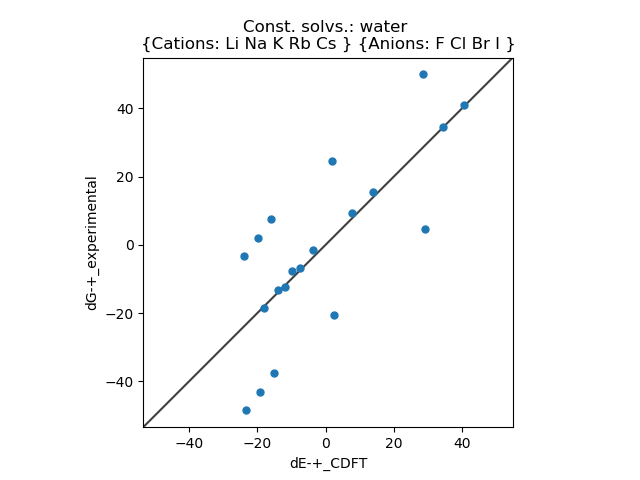 Const. solvs.: water
{Cations: Li Na K Rb Cs } {Anions: F Cl Br I }
40
20
0
−20
−40
dG-+_experimental
−40 −20 0 20 40
dE-+_CDFT